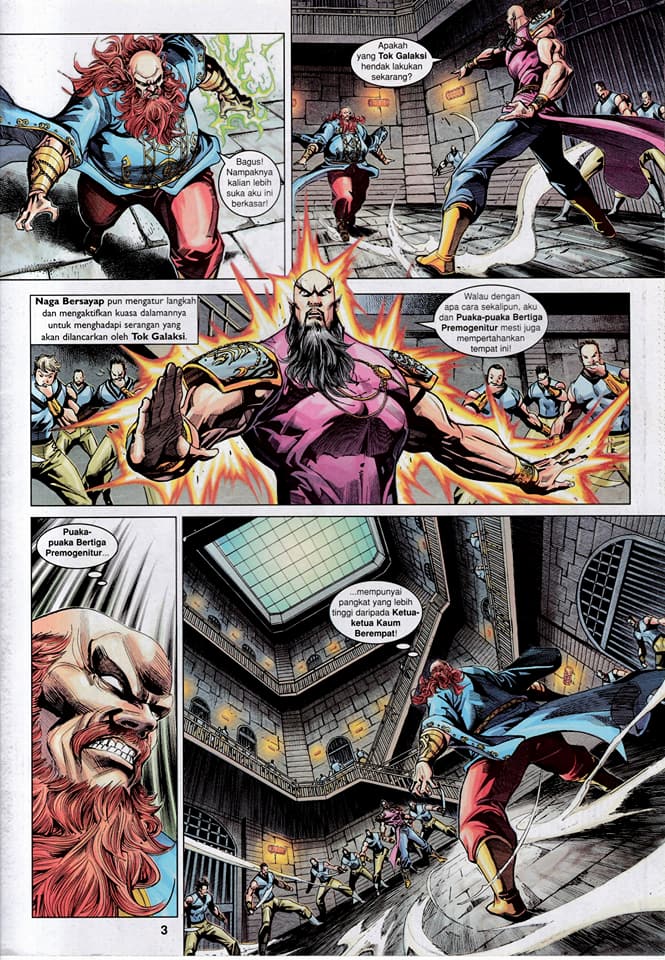 Bagus!
Nampaknya
kalian lebih
suka aku ini
berkasar!
Apakah
yang Tok Galaksi
hendak lakukan
sekarang?
Naga Bersayap pun mengatur langkah
dan mengaktifkan kuasa dalamannya
untuk menghadapi serangan yang
akan dilancarkan oleh Tok Galaksi.
Walau dengan
apa cara sekalipun, aku
dan Puaka-puaka Bertiga
Premogenitur mesti juga
mempertahankan
tempat ini!
Puaka-
puaka Bertiga
Premogenitur...
...mempunyai
pangkat yang lebih
tinggi daripada Ketua-
ketua Kaum
Berempat!
3